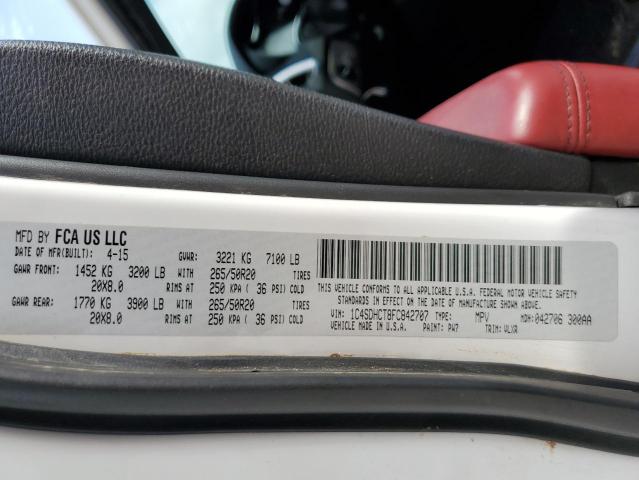 MFD BY FCA US LLC
DATE OF MFR(BUILT): 4-15 GVWR: 3221 KG 7100 LB
GAWR FRONT: 1452 KG 3200 LB WITH 265/50R20 TIRES
20X8.0 RIMS AT 250 KPA ( 36 PSI) COLD
GAWR REAR: 1770 KG 3900 LB WITH 265/50R20 TIRES
20X8.0 RIMS AT 250 KPA ( 36 PSI) COLD
THIS VEHICLE CONFORMS TO ALL APPLICABLE U.S.A. FEDERAL MOTOR VEHICLE SAFETY
STANDARDS IN EFFECT ON THE DATE OF MANUFACTURE SHOWN ABOVE.
VIN: 1C4SDHCT8FC842707 TYPE: MPV MDH: 042706 300AA
VEHICLE MADE IN U.S.A. PAINT: PW7 TRIM: VLXR